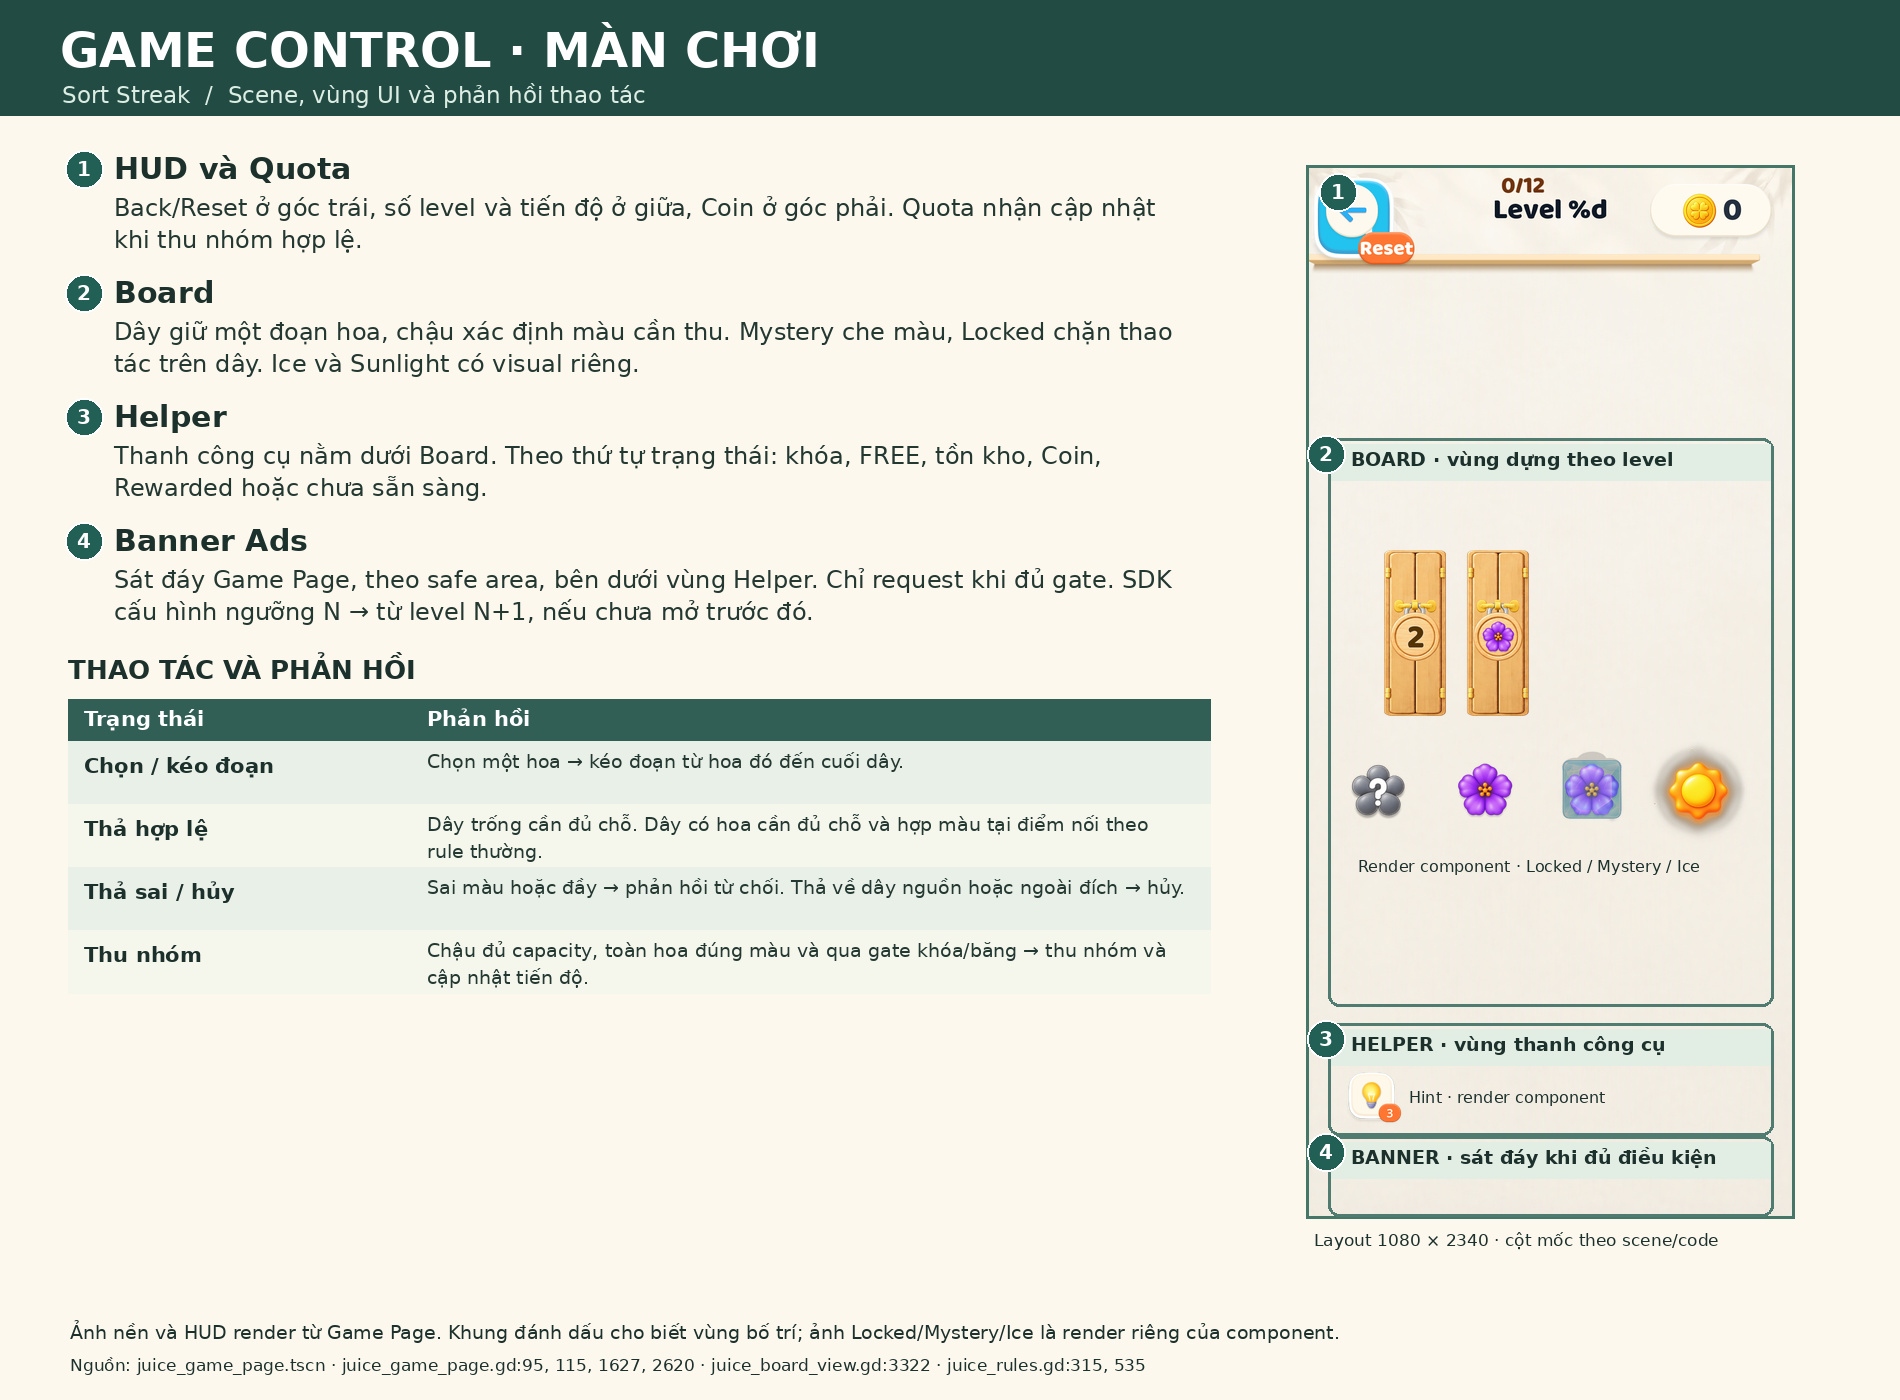 GAME CONTROL · MÀN CHƠI
Sort Streak / Scene, vùng UI và phản hồi thao tác
1 HUD và Quota
Back/Reset ở góc trái, số level và tiến độ ở giữa, Coin ở góc phải. Quota nhận cập nhật
khi thu nhóm hợp lệ.
2 Board
Dây giữ một đoạn hoa, chậu xác định màu cần thu. Mystery che màu, Locked chặn thao
tác trên dây. Ice và Sunlight có visual riêng.
3 Helper
Thanh công cụ nằm dưới Board. Theo thứ tự trạng thái: khóa, FREE, tồn kho, Coin,
Rewarded hoặc chưa sẵn sàng.
4 Banner Ads
Sát đáy Game Page, theo safe area, bên dưới vùng Helper. Chỉ request khi đủ gate. SDK
cấu hình ngưỡng N → từ level N+1, nếu chưa mở trước đó.
THAO TÁC VÀ PHẢN HỒI
Trạng thái Phản hồi
Chọn / kéo đoạn Chọn một hoa → kéo đoạn từ hoa đó đến cuối dây.
Thả hợp lệ Dây trống cần đủ chỗ. Dây có hoa cần đủ chỗ và hợp màu tại điểm nối theo
rule thường.
Thả sai / hủy Sai màu hoặc đầy → phản hồi từ chối. Thả về dây nguồn hoặc ngoài đích → hủy.
Thu nhóm Chậu đủ capacity, toàn hoa đúng màu và qua gate khóa/băng → thu nhóm và
cập nhật tiến độ.
1
0/12
Level %d
0
Reset
2 BOARD · vùng dựng theo level
2
?
Render component · Locked / Mystery / Ice
3 HELPER · vùng thanh công cụ
Hint · render component
3
4 BANNER · sát đáy khi đủ điều kiện
Layout 1080 × 2340 · cột mốc theo scene/code
Ảnh nền và HUD render từ Game Page. Khung đánh dấu cho biết vùng bố trí; ảnh Locked/Mystery/Ice là render riêng của component.
Nguồn: juice_game_page.tscn · juice_game_page.gd:95, 115, 1627, 2620 · juice_board_view.gd:3322 · juice_rules.gd:315, 535